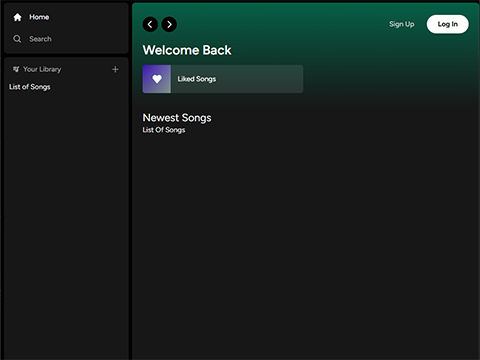 Home
Search
Your Library
List of Songs
Sign Up
Log In
Welcome Back
Liked Songs
Newest Songs
List Of Songs